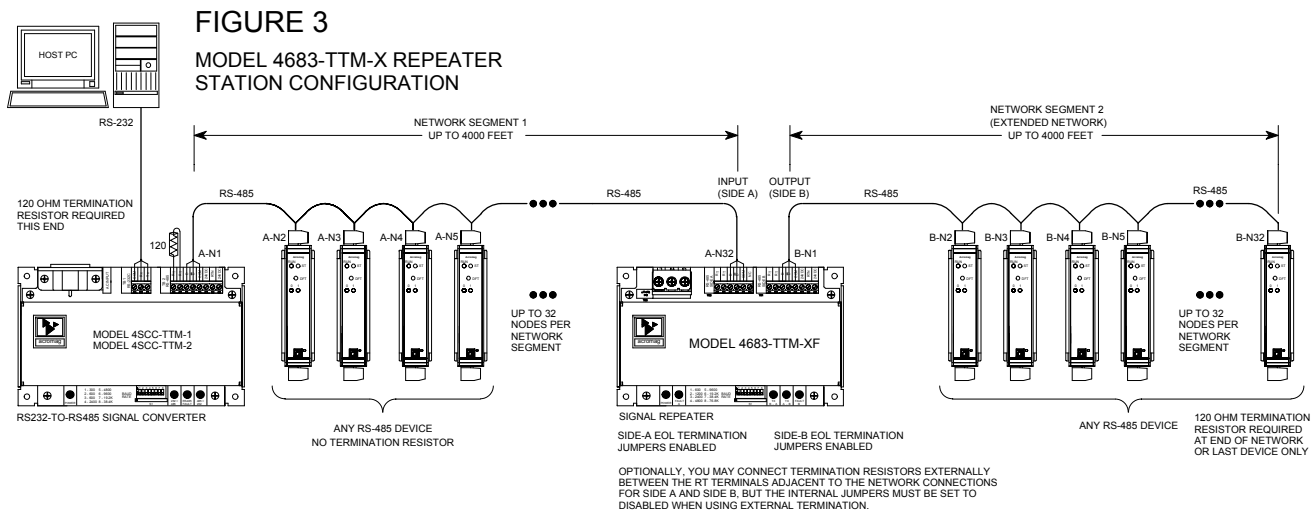 FIGURE 3
MODEL 4683-TTM-X REPEATER
STATION CONFIGURATION
HOST PC
RS-232
NETWORK SEGMENT 1
UP TO 4000 FEET
NETWORK SEGMENT 2
(EXTENDED NETWORK)
UP TO 4000 FEET
120 OHM TERMINATION
RESISTOR REQUIRED
THIS END
120
RS-485
RS-485
INPUT
(SIDE A)
OUTPUT
(SIDE B)
RS-485
RS-485
A-N1
A-N2
A-N3
A-N4
A-N5
A-N32
B-N1
B-N2
B-N3
B-N4
B-N5
B-N32
MODEL 4SCC-TTM-1
MODEL 4SCC-TTM-2
acromag
RS232-TO-RS485 SIGNAL CONVERTER
UP TO 32
NODES PER
NETWORK
SEGMENT
ANY RS-485 DEVICE
NO TERMINATION RESISTOR
MODEL 4683-TTM-XF
acromag
SIGNAL REPEATER
SIDE-A EOL TERMINATION
JUMPERS ENABLED
SIDE-B EOL TERMINATION
JUMPERS ENABLED
OPTIONALLY, YOU MAY CONNECT TERMINATION RESISTORS EXTERNALLY
BETWEEN THE RT TERMINALS ADJACENT TO THE NETWORK CONNECTIONS
FOR SIDE A AND SIDE B, BUT THE INTERNAL JUMPERS MUST BE SET TO
DISABLED WHEN USING EXTERNAL TERMINATION.
UP TO 32
NODES PER
NETWORK
SEGMENT
ANY RS-485 DEVICE
120 OHM TERMINATION
RESISTOR REQUIRED
AT END OF NETWORK
OR LAST DEVICE ONLY